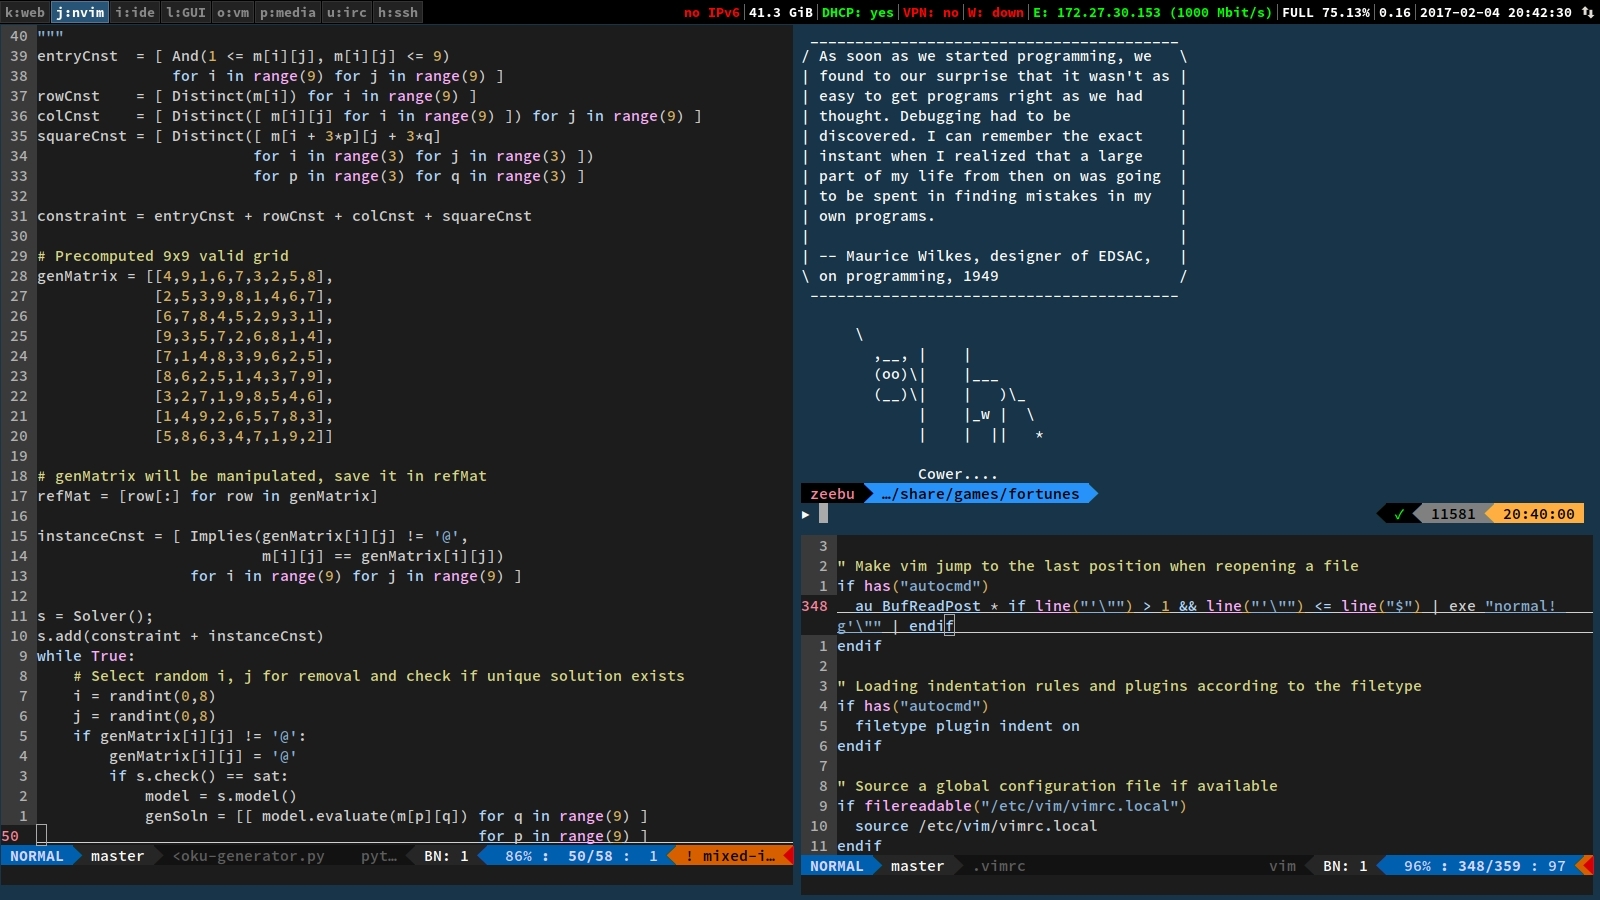 k:web j:nvim i:ide l:GUI o:vm p:media u:irc h:ssh
no IPv6|41.3 GiB|DHCP: yes|VPN: no|W: down|E: 172.27.30.153 (1000 Mbit/s)|FULL 75.13%|0.16|2017-02-04 20:42:30
40 """
39 entryCnst  = [ And(1 <= m[i][j], m[i][j] <= 9)
38                for i in range(9) for j in range(9) ]
37 rowCnst    = [ Distinct(m[i]) for i in range(9) ]
36 colCnst    = [ Distinct([ m[i][j] for i in range(9) ]) for j in range(9) ]
35 squareCnst = [ Distinct([ m[i + 3*p][j + 3*q]
34                         for i in range(3) for j in range(3) ])
33                         for p in range(3) for q in range(3) ]
32
31 constraint = entryCnst + rowCnst + colCnst + squareCnst
30
29 # Precomputed 9x9 valid grid
28 genMatrix = [[4,9,1,6,7,3,2,5,8],
27              [2,5,3,9,8,1,4,6,7],
26              [6,7,8,4,5,2,9,3,1],
25              [9,3,5,7,2,6,8,1,4],
24              [7,1,4,8,3,9,6,2,5],
23              [8,6,2,5,1,4,3,7,9],
22              [3,2,7,1,9,8,5,4,6],
21              [1,4,9,2,6,5,7,8,3],
20              [5,8,6,3,4,7,1,9,2]]
19
18 # genMatrix will be manipulated, save it in refMat
17 refMat = [row[:] for row in genMatrix]
16
15 instanceCnst = [ Implies(genMatrix[i][j] != '@',
14                          m[i][j] == genMatrix[i][j])
13                  for i in range(9) for j in range(9) ]
12
11 s = Solver();
10 s.add(constraint + instanceCnst)
9 while True:
8     # Select random i, j for removal and check if unique solution exists
7     i = randint(0,8)
6     j = randint(0,8)
5     if genMatrix[i][j] != '@':
4         genMatrix[i][j] = '@'
3         if s.check() == sat:
2             model = s.model()
1             genSoln = [[ model.evaluate(m[p][q]) for q in range(9) ]
50                                                  for p in range(9) ]
NORMAL master <oku-generator.py pyt… BN: 1 86% : 50/58 : 1 ! mixed-i…
 _________________________________________
/ As soon as we started programming, we   \
| found to our surprise that it wasn't as |
| easy to get programs right as we had    |
| thought. Debugging had to be            |
| discovered. I can remember the exact    |
| instant when I realized that a large    |
| part of my life from then on was going  |
| to be spent in finding mistakes in my   |
| own programs.                           |
|                                         |
| -- Maurice Wilkes, designer of EDSAC,   |
\ on programming, 1949                    /
 -----------------------------------------
      \
        ,__, |    |
        (oo)\|    |___
        (__)\|    |   )\_
             |    |_w |  \
             |    |  ||   *
             Cower....
zeebu …/share/games/fortunes
▶ ✓ 11581 20:40:00
3
2 " Make vim jump to the last position when reopening a file
1 if has("autocmd")
348   au BufReadPost * if line("'\"") > 1 && line("'\"") <= line("$") | exe "normal!
g'\"" | endif
1 endif
2
3 " Loading indentation rules and plugins according to the filetype
4 if has("autocmd")
5   filetype plugin indent on
6 endif
7
8 " Source a global configuration file if available
9 if filereadable("/etc/vim/vimrc.local")
10   source /etc/vim/vimrc.local
11 endif
NORMAL master .vimrc vim BN: 1 96% : 348/359 : 97